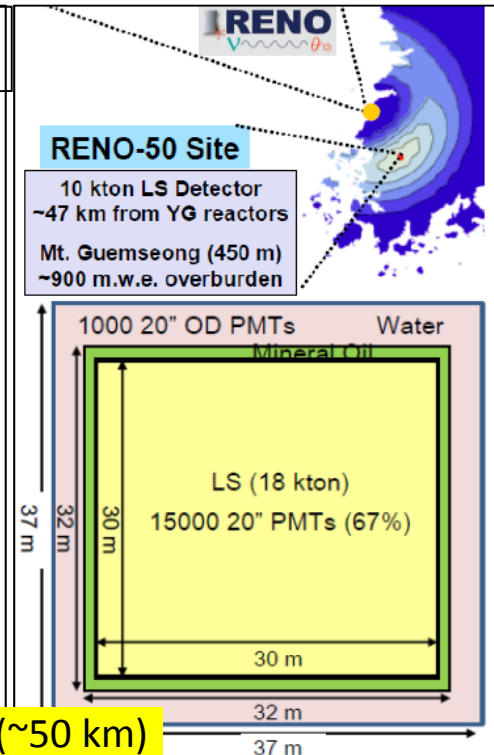 RENO
ν θ13
RENO-50 Site
10 kton LS Detector
~47 km from YG reactors
Mt. Guemseong (450 m)
~900 m.w.e. overburden
1000 20” OD PMTs Water
Mineral Oil
LS (18 kton)
15000 20” PMTs (67%)
37 m
32 m
30 m
30 m
32 m
(~50 km)
37 m